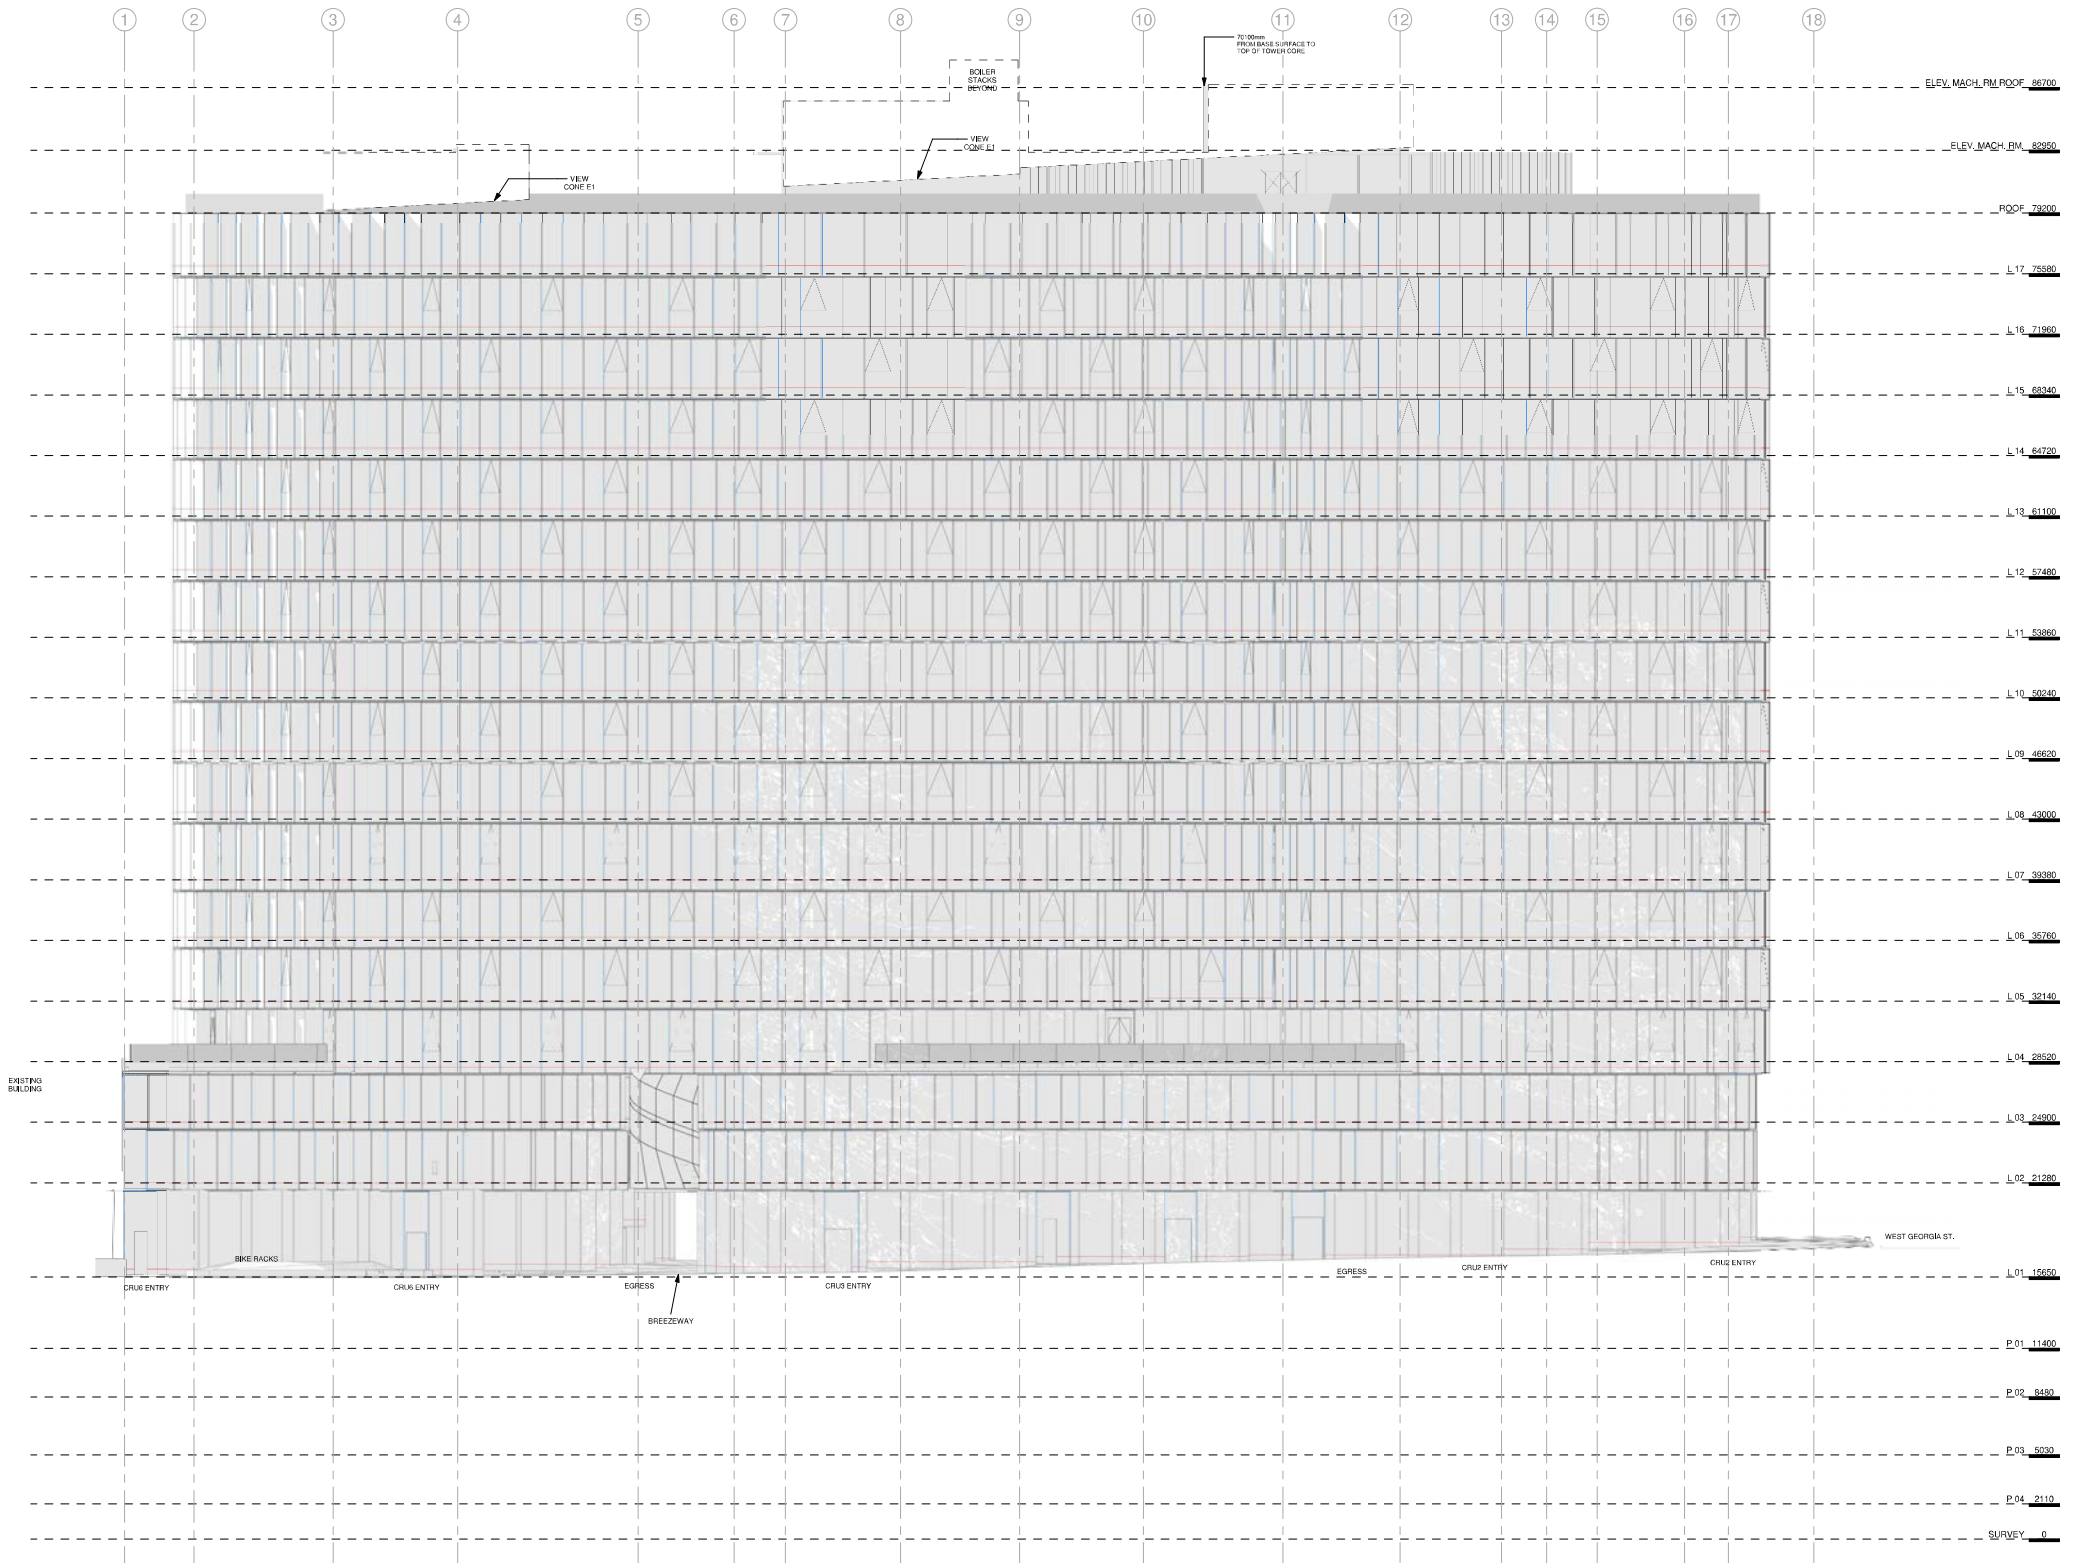 1 2 3 4 5 6 7 8 9 10 11 12 13 14 15 16 17 18
70100mm
FROM BASE SURFACE TO
TOP OF TOWER CORE
BOILER
STACKS
BEYOND
ELEV. MACH. RM ROOF 86700
VIEW
CONE E1
ELEV. MACH. RM. 82950
VIEW
CONE E1
ROOF 79200
L 17 75580
L 16 71960
L 15 68340
L 14 64720
L 13 61100
L 12 57480
L 11 53860
L 10 50240
L 09 46620
L 08 43000
L 07 39380
L 06 35760
L 05 32140
L 04 28520
EXISTING
BUILDING
L 03 24900
L 02 21280
WEST GEORGIA ST.
BIKE RACKS
L 01 15650
CRU6 ENTRY
CRU6 ENTRY
EGRESS
CRU3 ENTRY
EGRESS
CRU2 ENTRY
CRU2 ENTRY
BREEZEWAY
P 01 11400
P 02 8480
P 03 5030
P 04 2110
SURVEY 0